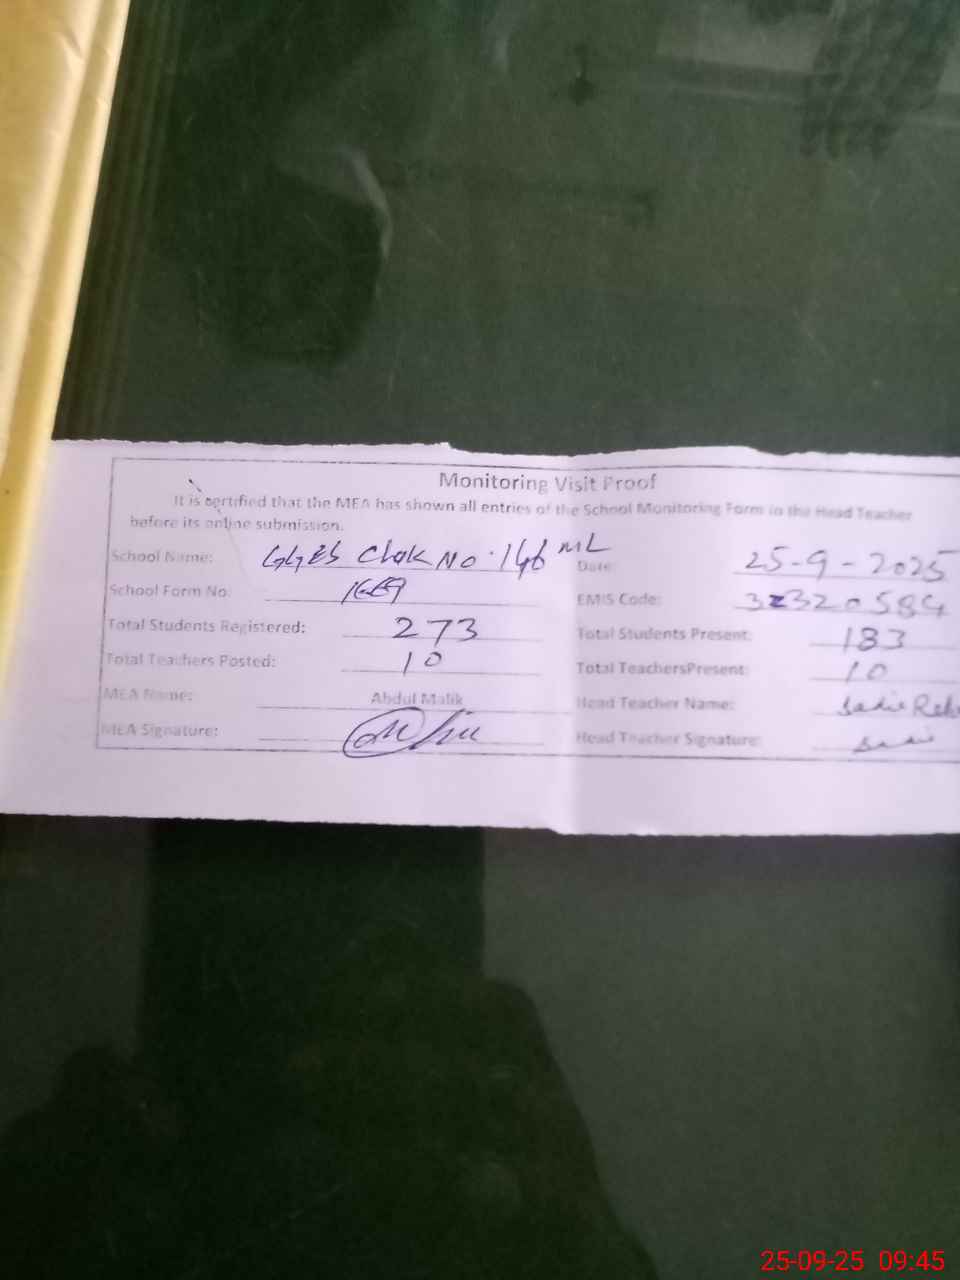 Monitoring Visit Proof
It is certified that the MEA has shown all entries of the School Monitoring Form to the Head Teacher
before its online submission.
School Name: GGES Chak No. 146 ML Date: 25-9-2025
School Form No: EMIS Code: 32320584
Total Students Registered: 273 Total Students Present: 183
Total Teachers Posted: 10 Total TeachersPresent: 10
MEA Name: Abdul Malik Head Teacher Name: Sadia
MEA Signature: Head Teacher Signature:
25-09-25 09:45